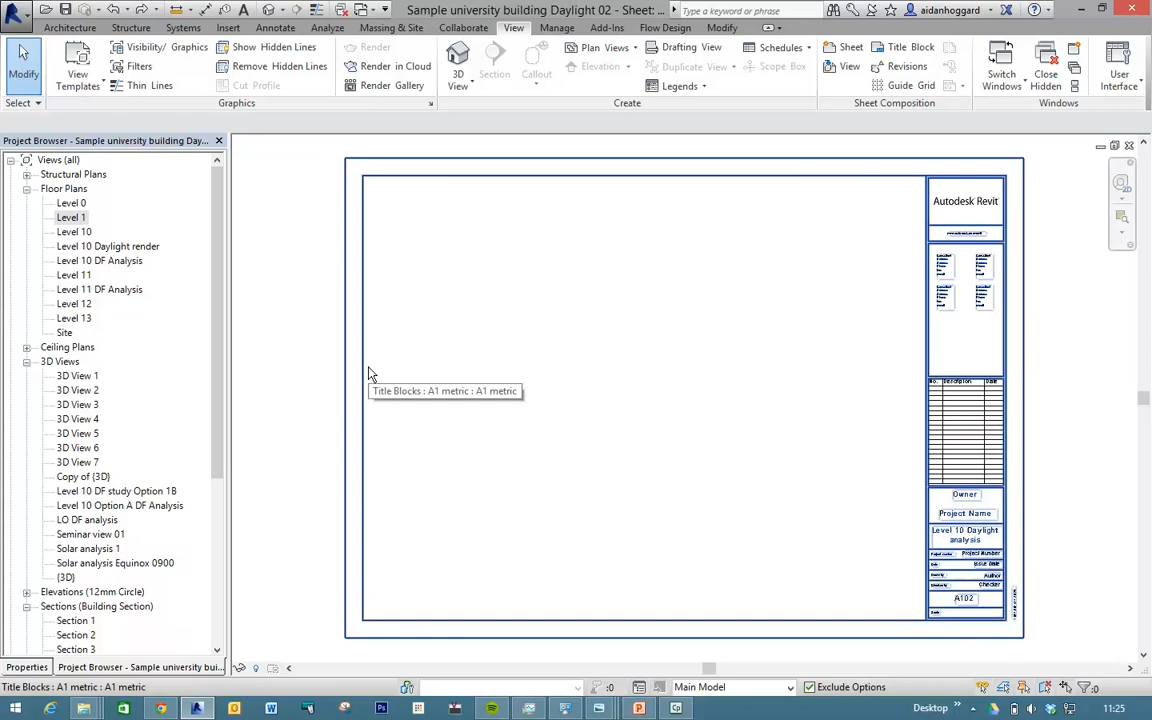 Sample university building Daylight 02 - Sheet: ...
Type a keyword or phrase
aidanhoggard
Architecture Structure Systems Insert Annotate Analyze Massing & Site Collaborate View Manage Add-Ins Flow Design Modify
Modify
Select
View
Templates
Visibility/ Graphics
Filters
Thin Lines
Show Hidden Lines
Remove Hidden Lines
Cut Profile
Graphics
Render
Render in Cloud
Render Gallery
3D
View
Section
Callout
Plan Views
Elevation
Drafting View
Duplicate View
Legends
Schedules
Scope Box
Create
Sheet
View
Title Block
Revisions
Guide Grid
Sheet Composition
Switch
Windows
Close
Hidden
User
Interface
Windows
Project Browser - Sample university building Day...
Views (all)
Structural Plans
Floor Plans
Level 0
Level 1
Level 10
Level 10 Daylight render
Level 10 DF Analysis
Level 11
Level 11 DF Analysis
Level 12
Level 13
Site
Ceiling Plans
3D Views
3D View 1
3D View 2
3D View 3
3D View 4
3D View 5
3D View 6
3D View 7
Copy of {3D}
Level 10 DF study Option 1B
Level 10 Option A DF Analysis
LO DF analysis
Seminar view 01
Solar analysis 1
Solar analysis Equinox 0900
{3D}
Elevations (12mm Circle)
Sections (Building Section)
Section 1
Section 2
Section 3
Properties
Project Browser - Sample university bui...
Title Blocks : A1 metric : A1 metric
Autodesk Revit
No. Description Date
Owner
Project Name
Level 10 Daylight
analysis
Project Number
Issue Date
Author
Checker
A102
Title Blocks : A1 metric : A1 metric
:0
Main Model
Exclude Options
:0
Desktop
11:25